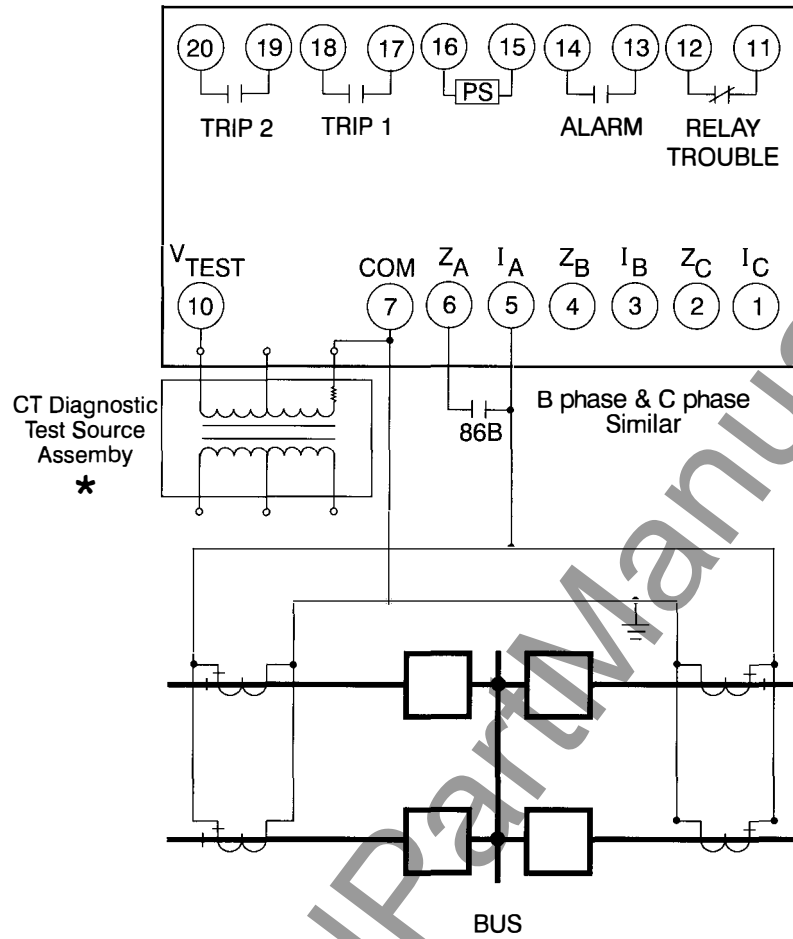 20 19 18 17 16 15 14 13 12 11
PS
TRIP 2 TRIP 1 ALARM RELAY
TROUBLE
VTEST COM ZA IA ZB IB ZC IC
10 7 6 5 4 3 2 1
CT Diagnostic
Test Source
Assemby
*
86B
B phase & C phase
Similar
BUS